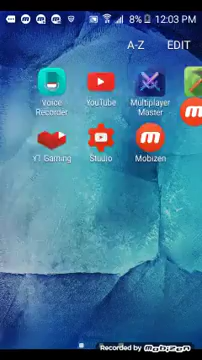 8% 12:03 PM
A-Z EDIT
Voice Recorder
YouTube
Multiplayer Master
YT Gaming
Studio
Mobizen
Recorded by Mobizen